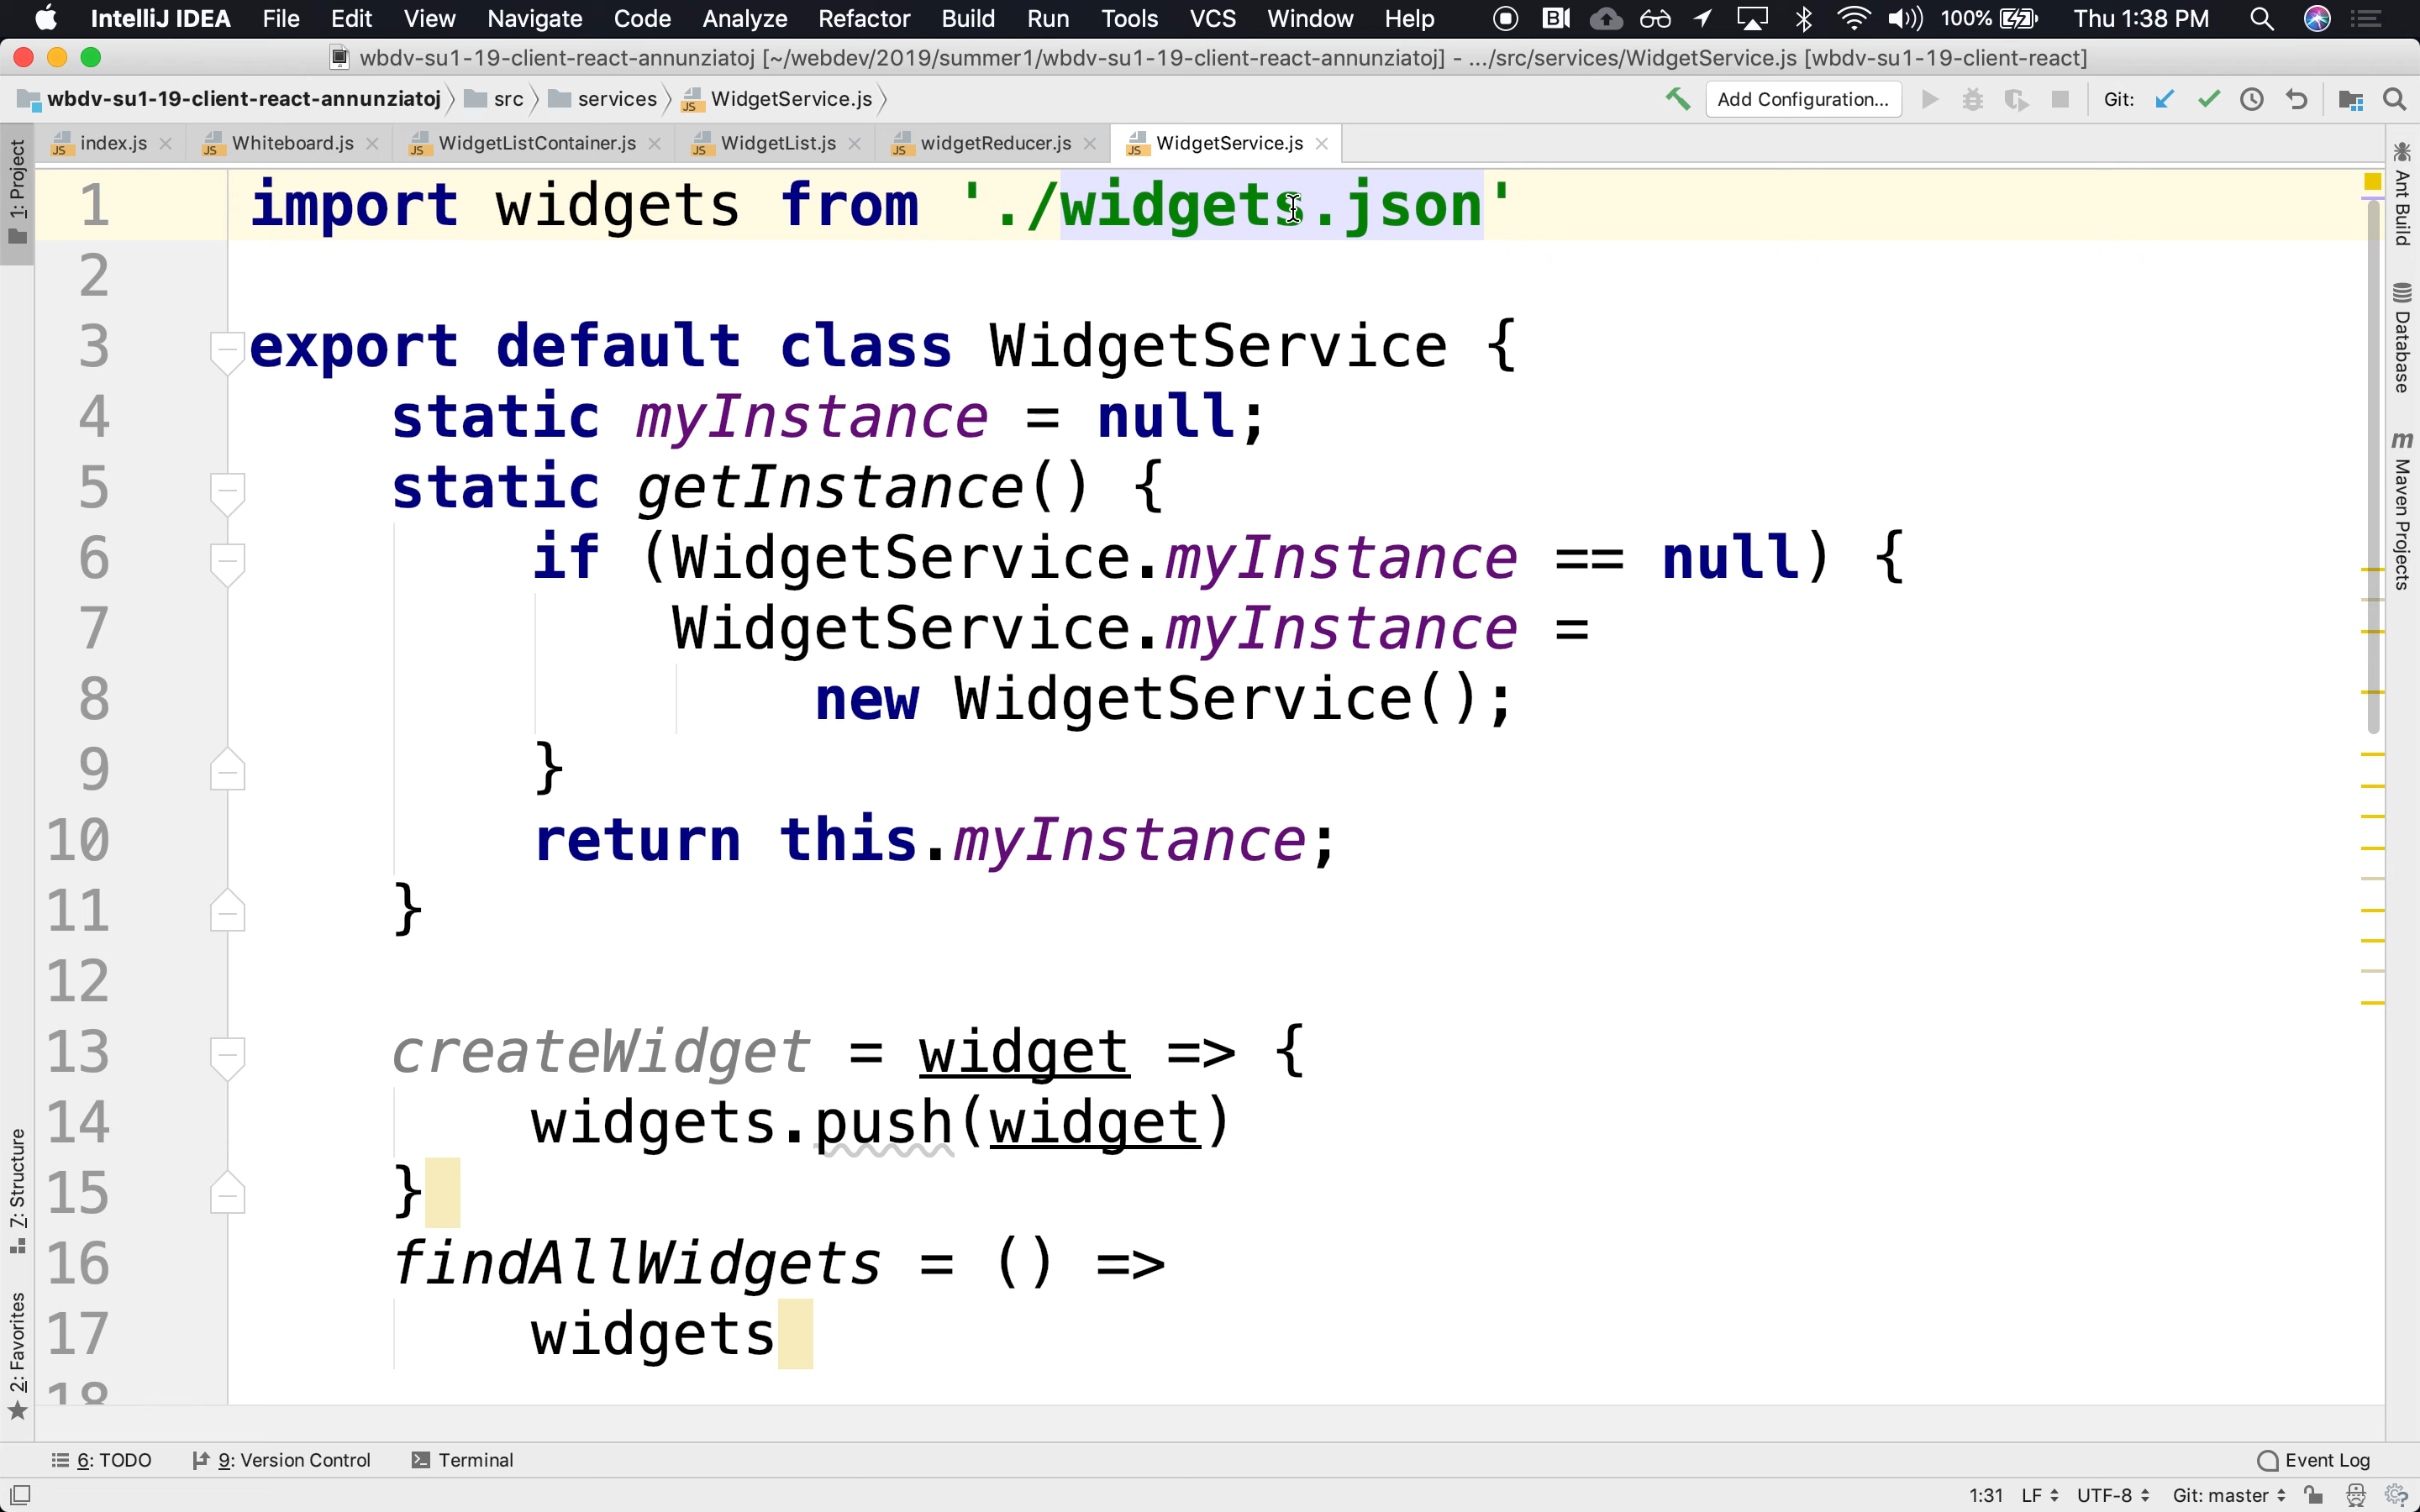 IntelliJ IDEA File Edit View Navigate Code Analyze Refactor Build Run Tools VCS Window Help 100% Thu 1:38 PM
wbdv-su1-19-client-react-annunziatoj [~/webdev/2019/summer1/wbdv-su1-19-client-react-annunziatoj] - .../src/services/WidgetService.js [wbdv-su1-19-client-react]
wbdv-su1-19-client-react-annunziatoj src services WidgetService.js Add Configuration... Git:
index.js Whiteboard.js WidgetListContainer.js WidgetList.js widgetReducer.js WidgetService.js
1: Project
7: Structure
2: Favorites
1 import widgets from './widgets.json'
2
3 export default class WidgetService {
4 static myInstance = null;
5 static getInstance() {
6 if (WidgetService.myInstance == null) {
7 WidgetService.myInstance =
8 new WidgetService();
9 }
10 return this.myInstance;
11 }
12
13 createWidget = widget => {
14 widgets.push(widget)
15 }
16 findAllWidgets = () =>
17 widgets
18
Ant Build
Database
Maven Projects
6: TODO 9: Version Control Terminal Event Log
1:31 LF UTF-8 Git: master